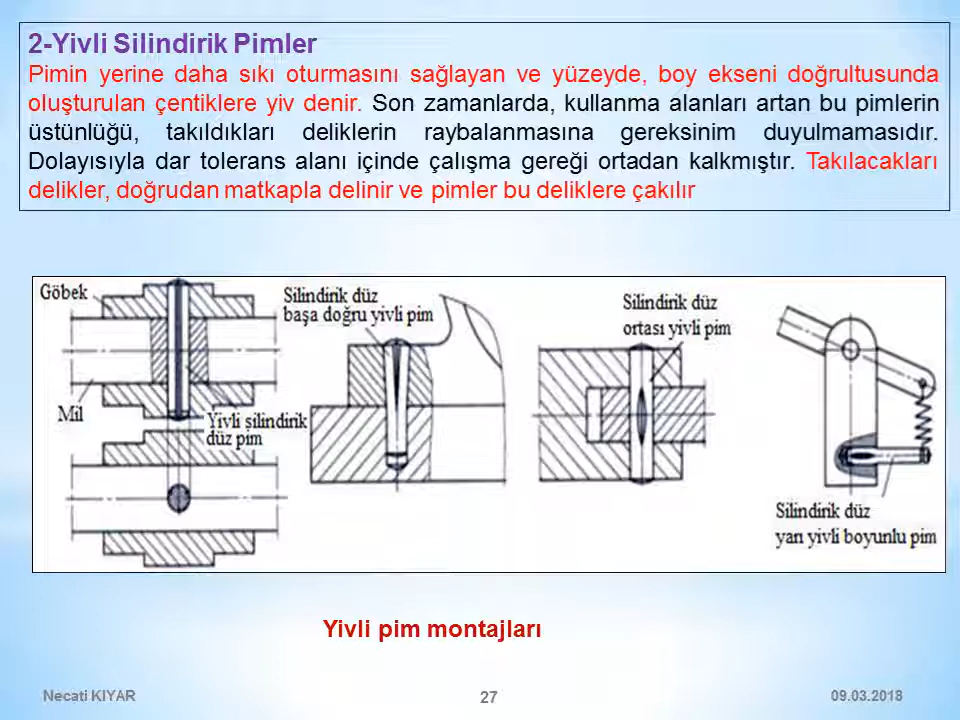 2-Yivli Silindirik Pimler
Pimin yerine daha sıkı oturmasını sağlayan ve yüzeyde, boy ekseni doğrultusunda
oluşturulan çentiklere yiv denir. Son zamanlarda, kullanma alanları artan bu pimlerin
üstünlüğü, takıldıkları deliklerin raybalanmasına gereksinim duyulmamasıdır.
Dolayısıyla dar tolerans alanı içinde çalışma gereği ortadan kalkmıştır. Takılacakları
delikler, doğrudan matkapla delinir ve pimler bu deliklere çakılır
Göbek
Mil
Yivli şilindirik
düz pim
Silindirik düz
başa doğru yivli pim
Silindirik düz
ortası yivli pim
Silindirik düz
yarı yivli boyunlu pim
Yivli pim montajları
Necati KIYAR
27
09.03.2018